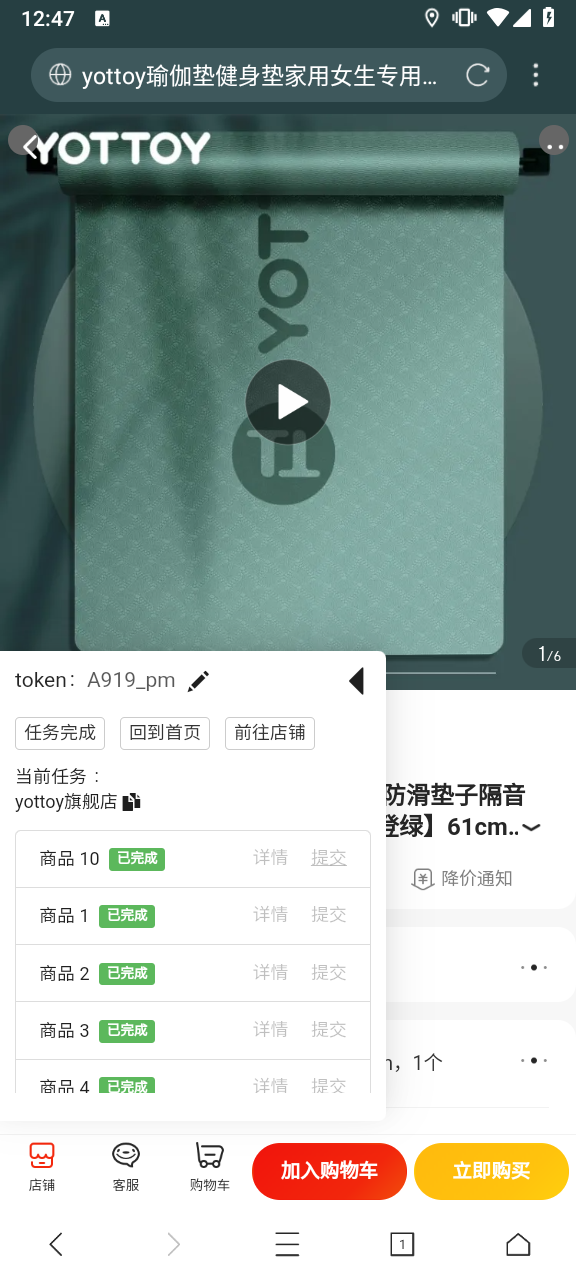 12:47
yottoy瑜伽垫健身垫家用女生专用...
YOTTOY
YOT
YOT
1/6
token： A919_pm
任务完成 回到首页 前往店铺
当前任务：
yottoy旗舰店
防滑垫子隔音
登绿】61cm..
商品 10 已完成 详情 提交
降价通知
商品 1 已完成 详情 提交
商品 2 已完成 详情 提交
商品 3 已完成 详情 提交
n，1个
商品 4 已完成 详情 提交
店铺 客服 购物车 加入购物车 立即购买
1